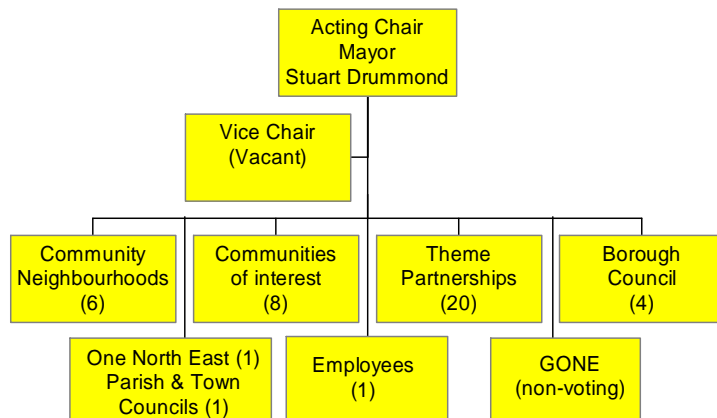 Acting Chair
Mayor
Stuart Drummond
Vice Chair
(Vacant)
Community
Neighbourhoods
(6)
Communities
of interest
(8)
Theme
Partnerships
(20)
Borough
Council
(4)
One North East (1)
Parish & Town
Councils (1)
Employees
(1)
GONE
(non-voting)